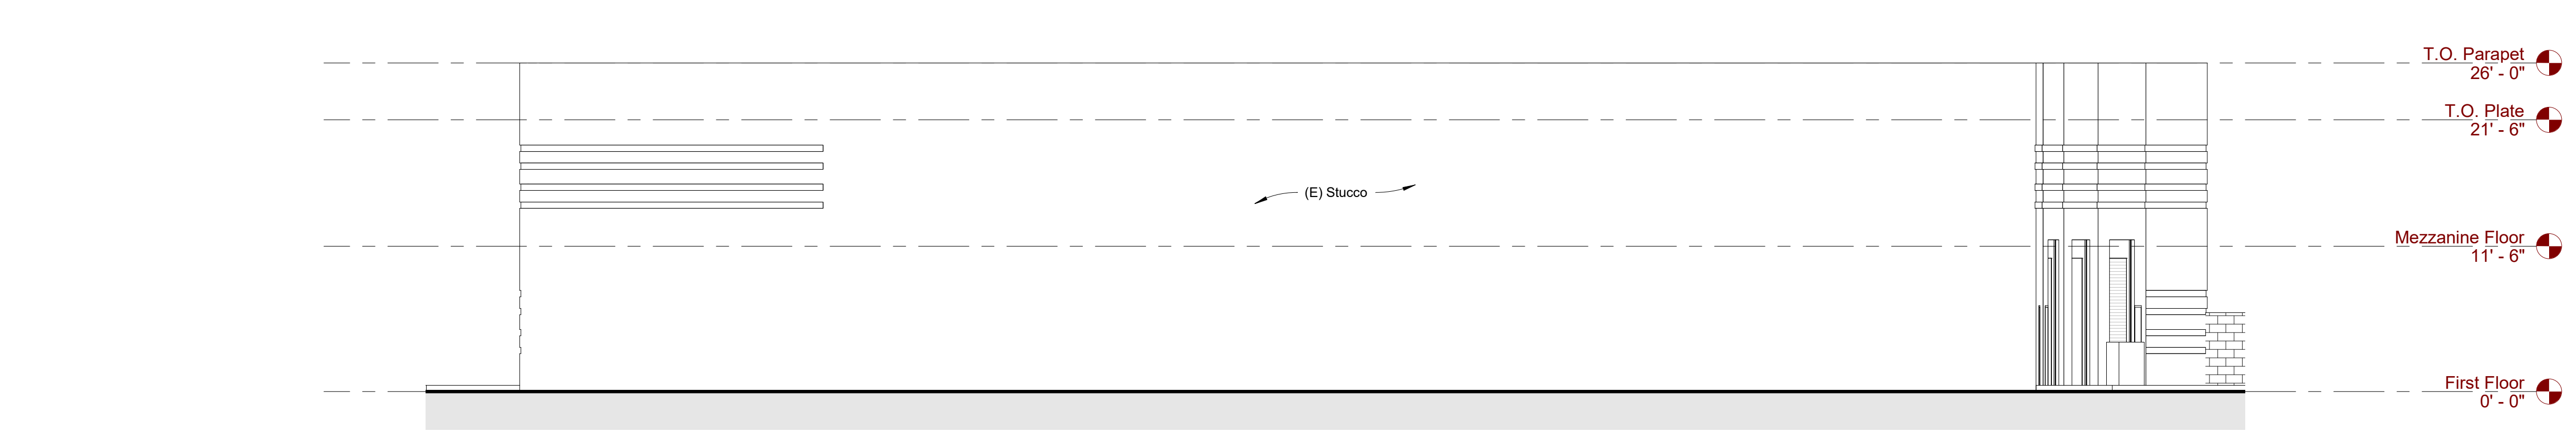 T.O. Parapet
26' - 0"
T.O. Plate
21' - 6"
(E) Stucco
Mezzanine Floor
11' - 6"
First Floor
0' - 0"